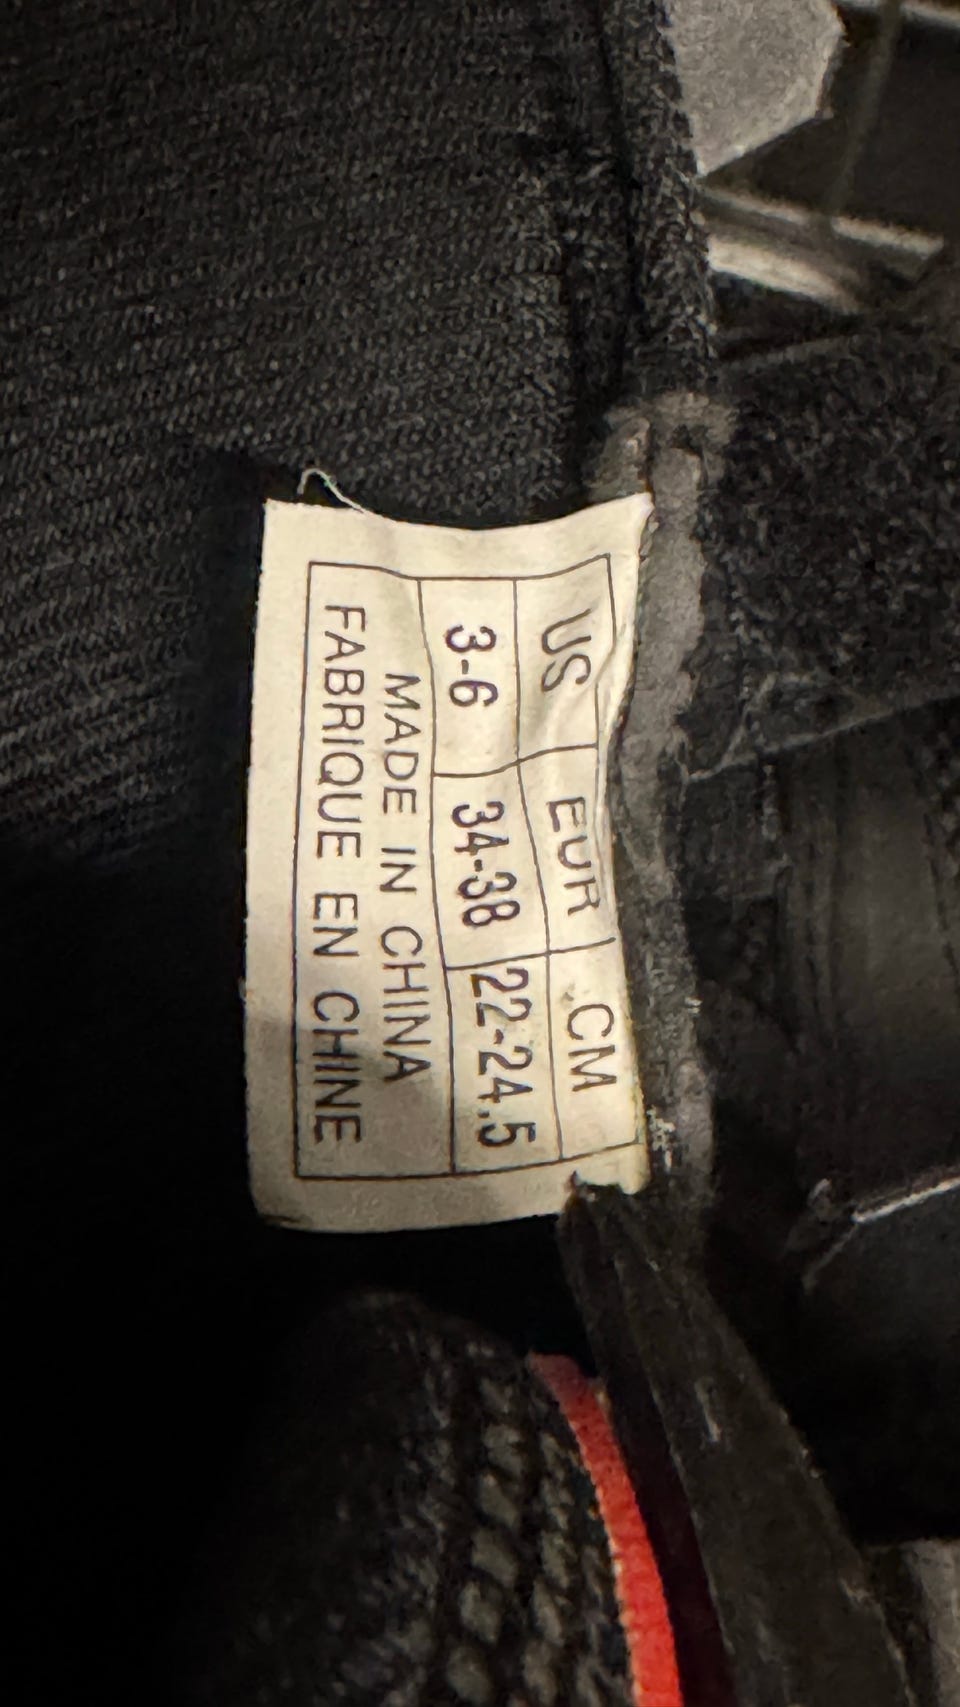 US EUR CM
3-6 34-38 22-24.5
MADE IN CHINA
FABRIQUE EN CHINE